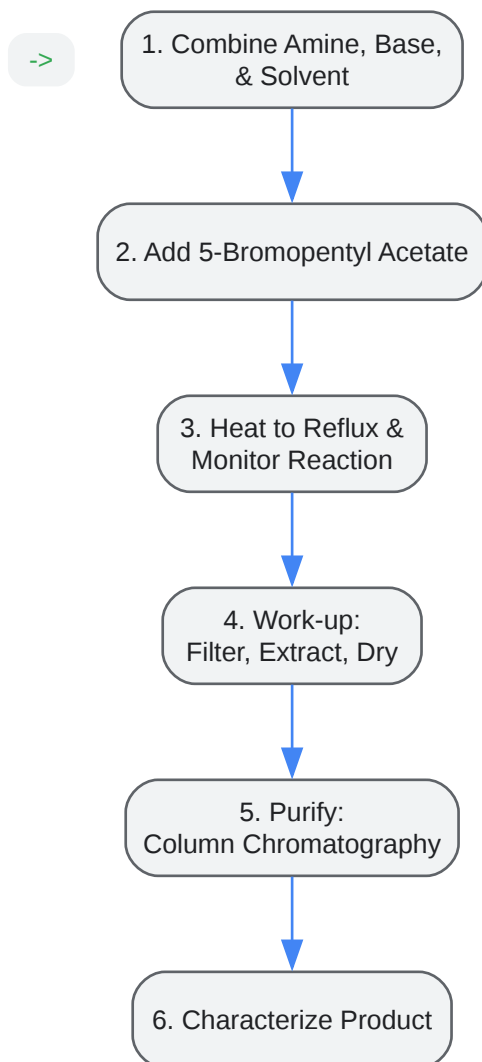 ->
1. Combine Amine, Base,
& Solvent
2. Add 5-Bromopentyl Acetate
3. Heat to Reflux &
Monitor Reaction
4. Work-up:
Filter, Extract, Dry
5. Purify:
Column Chromatography
6. Characterize Product